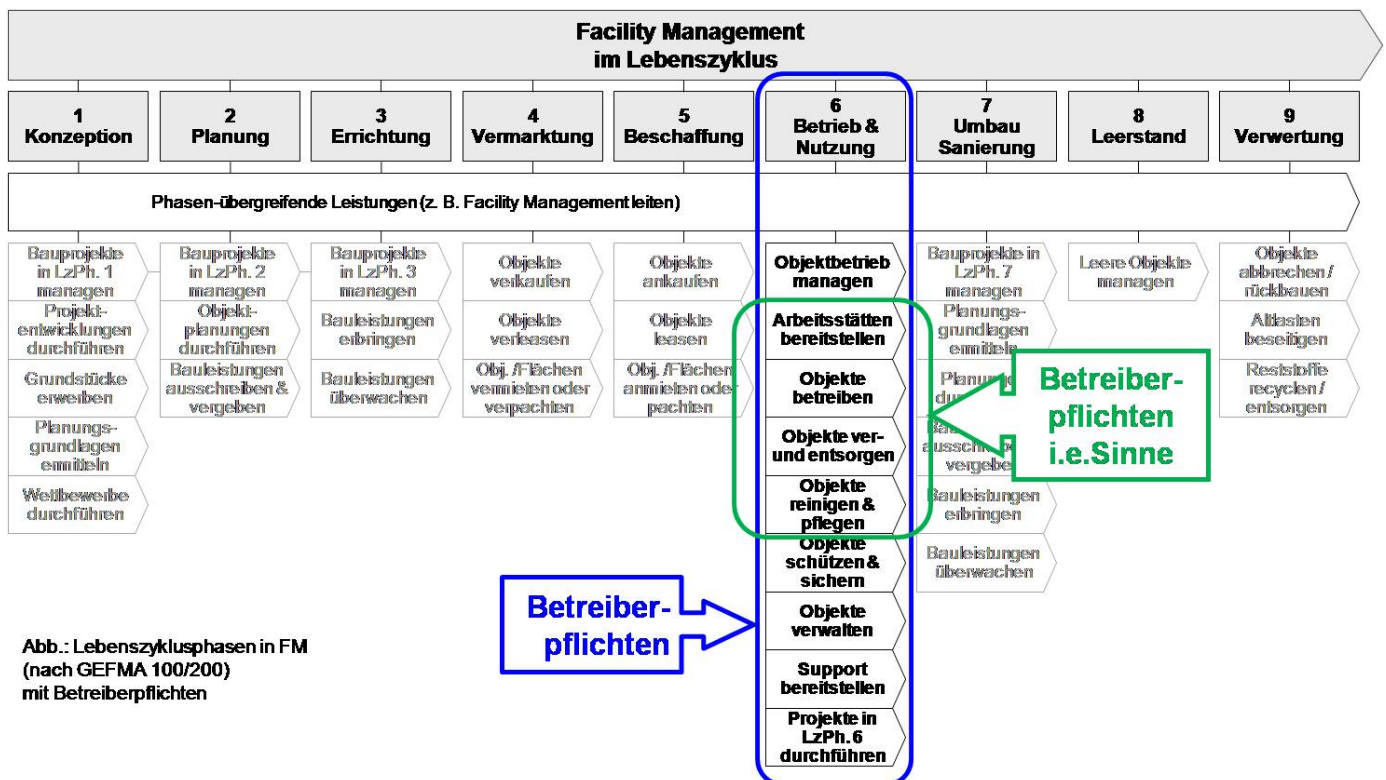 Facility Management
im Lebenszyklus
1
Konzeption
2
Planung
3
Errichtung
4
Vermarktung
5
Beschaffung
6
Betrieb &
Nutzung
7
Umbau
Sanierung
8
Leerstand
9
Verwertung
Phasen-übergreifende Leistungen (z. B. Facility Management leiten)
Bauprojekte
in LzPh. 1
managen
Projekt-
entwicklungen
durchführen
Grundstücke
erwerben
Planungs-
grundlagen
ermitteln
Wettbewerbe
durchführen
Bauprojekte
in LzPh. 2
managen
Objekt-
planungen
durchführen
Bauleistungen
ausschreiben &
vergeben
Bauprojekte
in LzPh. 3
managen
Bauleistungen
erbringen
Bauleistungen
überwachen
Objekte
verkaufen
Objekte
verleasen
Obj. /Flächen
vermieten oder
verpachten
Objekte
ankaufen
Objekte
leasen
Obj. /Flächen
anmieten oder
pachten
Objektbetrieb
managen
Arbeitsstätten
bereitstellen
Objekte
betreiben
Objekte ver-
und entsorgen
Objekte
reinigen &
pflegen
Objekte
schützen &
sichern
Objekte
verwalten
Support
bereitstellen
Projekte in
LzPh. 6
durchführen
Bauprojekte in
LzPh. 7
managen
Planungs-
grundlagen
ermitteln
Bauleistungen
erbringen
Bauleistungen
überwachen
Leere Objekte
managen
Objekte
abbrechen /
rückbauen
Altlasten
beseitigen
Reststoffe
recyclen /
entsorgen
Betreiber-
pflichten
i.e.Sinne
Betreiber-
pflichten
Abb.: Lebenszyklusphasen in FM
(nach GEFMA 100/200)
mit Betreiberpflichten